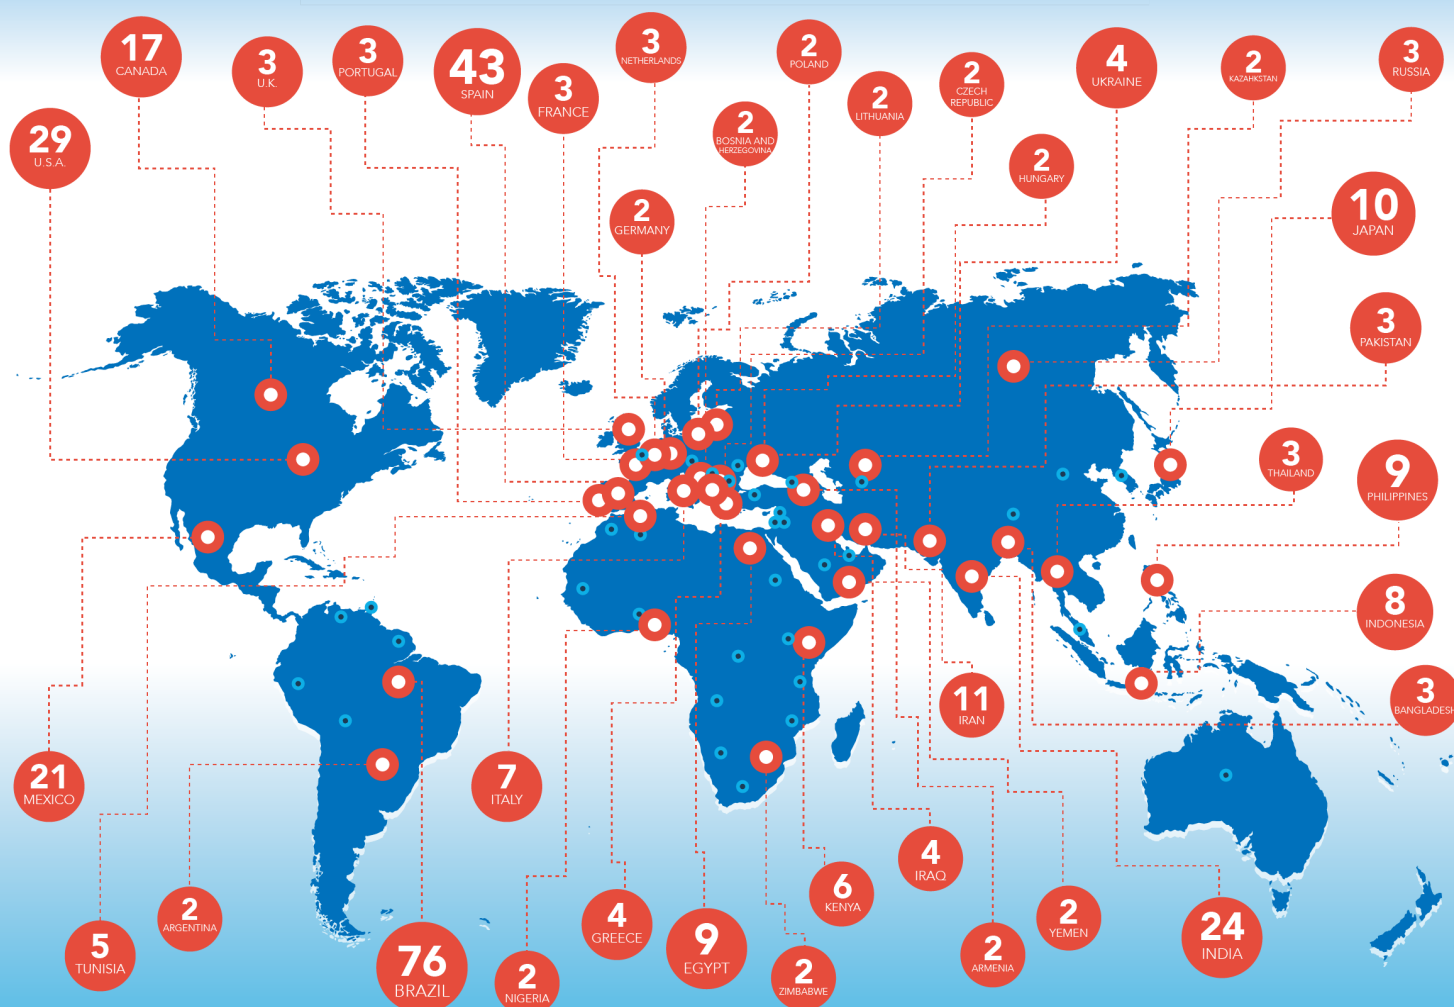 17
CANADA
3
U.K.
3
PORTUGAL
43
SPAIN
3
FRANCE
3
NETHERLANDS
2
POLAND
2
LITHUANIA
2
CZECH
REPUBLIC
4
UKRAINE
2
KAZAHKSTAN
3
RUSSIA
29
U.S.A.
2
BOSNIA AND
HERZEGOVINA
2
HUNGARY
2
GERMANY
10
JAPAN
3
PAKISTAN
3
THAILAND
9
PHILIPPINES
8
INDONESIA
3
BANGLADESH
11
IRAN
21
MEXICO
7
ITALY
4
IRAQ
6
KENYA
2
ARGENTINA
4
GREECE
2
YEMEN
24
INDIA
5
TUNISIA
76
BRAZIL
2
NIGERIA
9
EGYPT
2
ZIMBABWE
2
ARMENIA